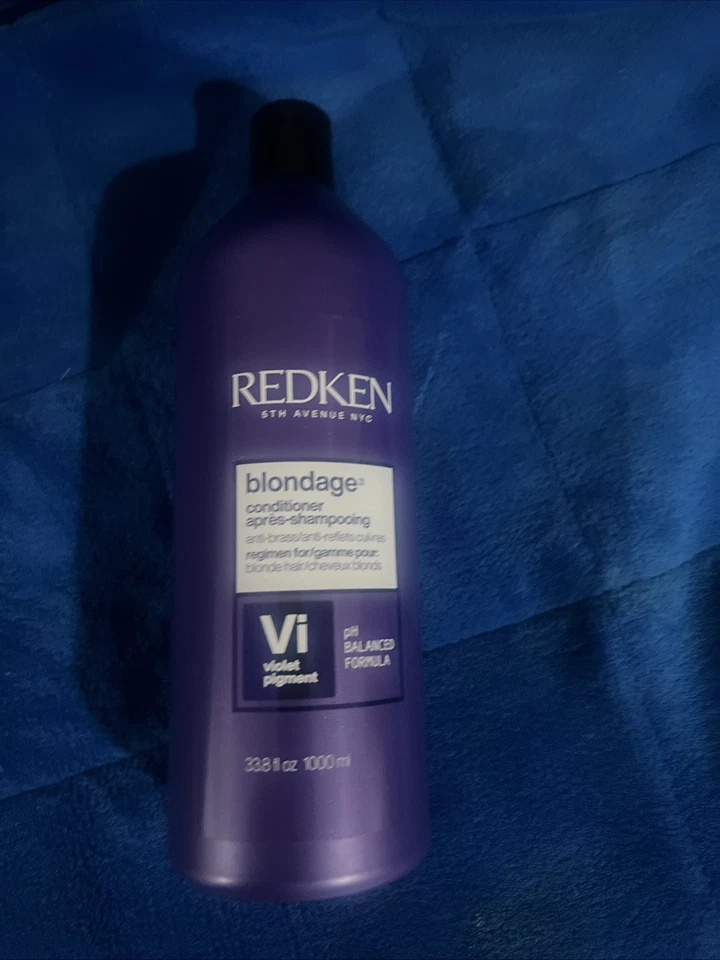 REDKEN
5TH AVENUE NYC
blondage
conditioner
après-shampooing
anti-brass/anti-reflets cuivrés
regimen for/gamme pour:
blonde hair/cheveux blonds
Vi
violet
pigment
pH
BALANCED
FORMULA
33.8 fl oz 1000 ml